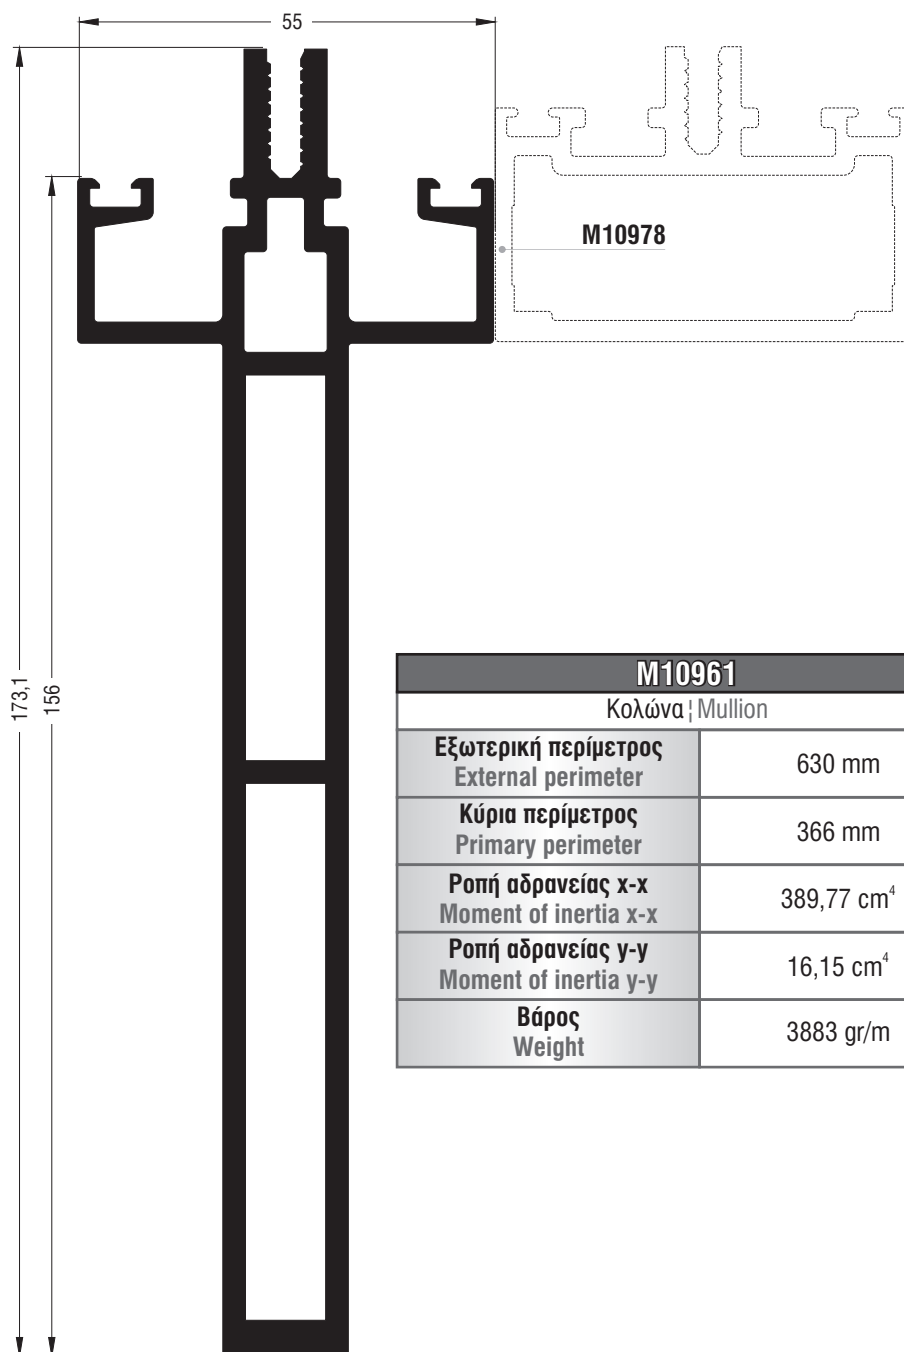 55
M10978
173,1
156
M10961
Κολώνα ¦ Mullion
Εξωτερική περίμετρος
External perimeter
630 mm
Κύρια περίμετρος
Primary perimeter
366 mm
Ροπή αδρανείας x-x
Moment of inertia x-x
389,77 cm⁴
Ροπή αδρανείας y-y
Moment of inertia y-y
16,15 cm⁴
Βάρος
Weight
3883 gr/m